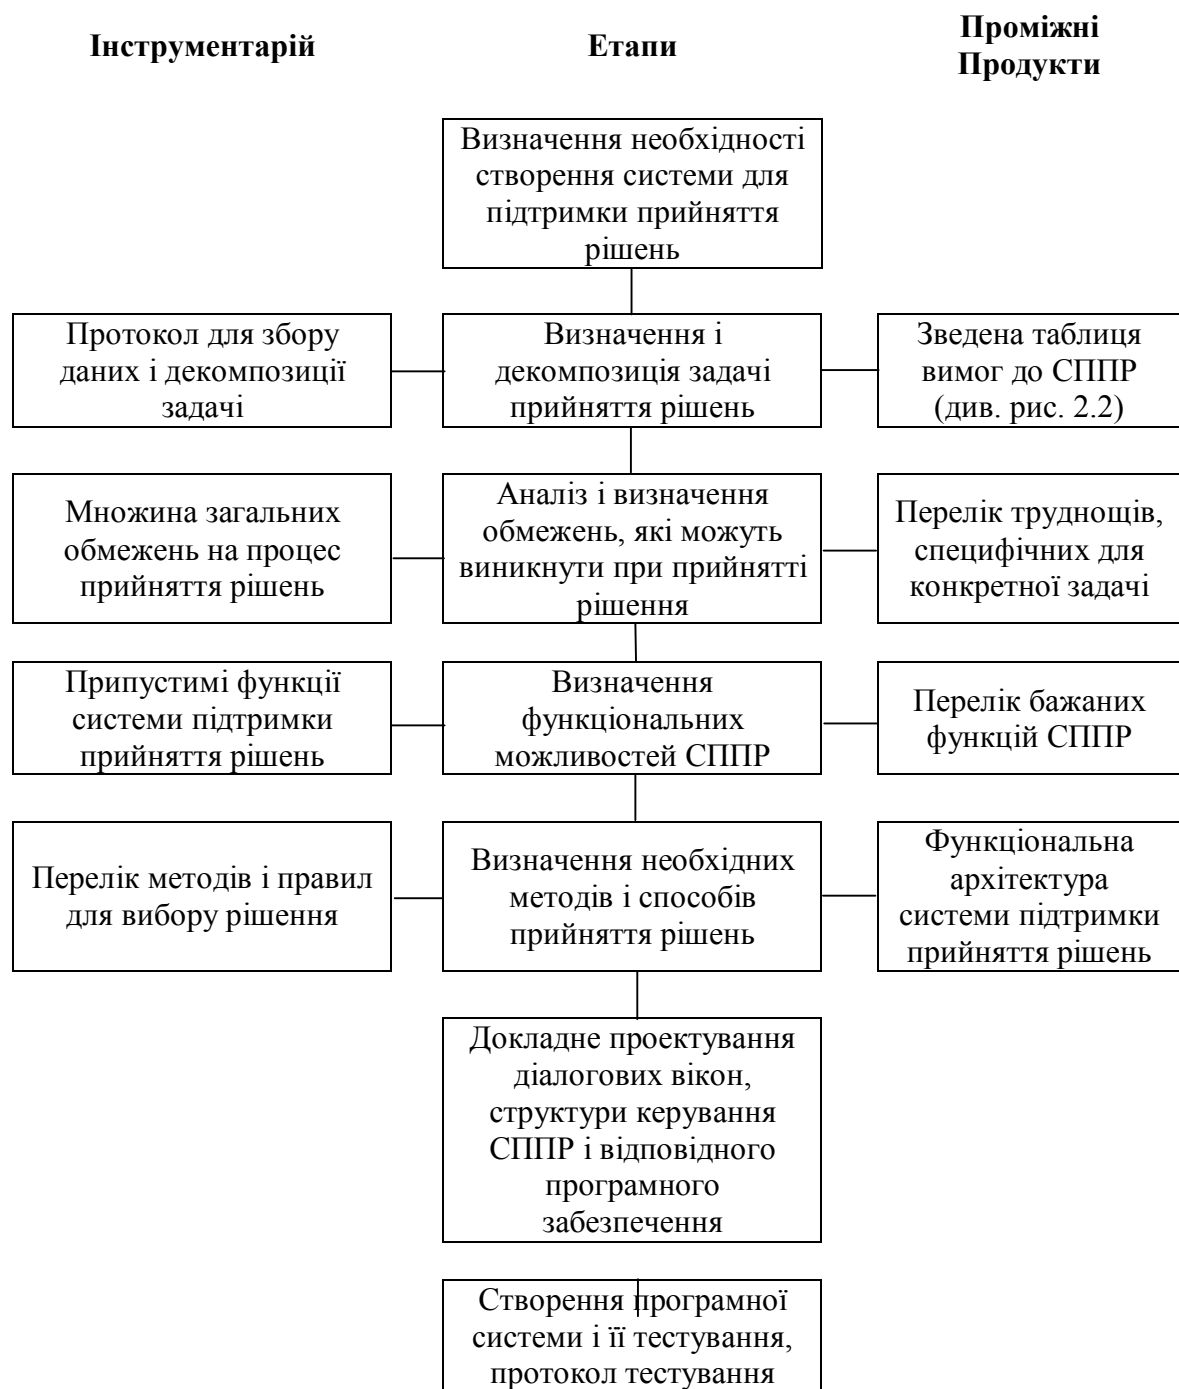 Інструментарій
Етапи
Проміжні
Продукти
Визначення необхідності
створення системи для
підтримки прийняття
рішень
Протокол для збору
даних і декомпозиції
задачі
Визначення і
декомпозиція задачі
прийняття рішень
Зведена таблиця
вимог до СППР
(див. рис. 2.2)
Множина загальних
обмежень на процес
прийняття рішень
Аналіз і визначення
обмежень, які можуть
виникнути при прийнятті
рішення
Перелік труднощів,
специфічних для
конкретної задачі
Припустимі функції
системи підтримки
прийняття рішень
Визначення
функціональних
можливостей СППР
Перелік бажаних
функцій СППР
Перелік методів і правил
для вибору рішення
Визначення необхідних
методів і способів
прийняття рішень
Функціональна
архітектура
системи підтримки
прийняття рішень
Докладне проектування
діалогових вікон,
структури керування
СППР і відповідного
програмного
забезпечення
Створення програмної
системи і її тестування,
протокол тестування